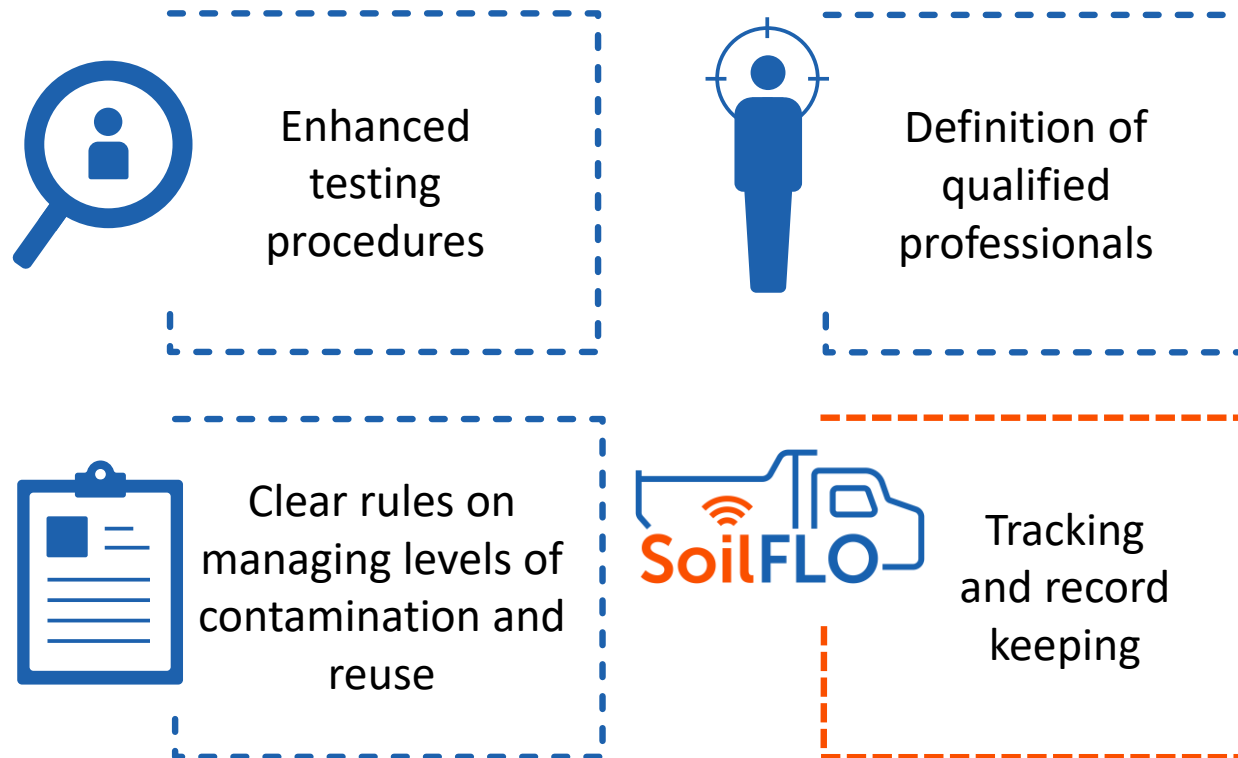 Enhanced
testing
procedures
Definition of
qualified
professionals
Clear rules on
managing levels of
contamination and
reuse
SoilFLO
Tracking
and record
keeping